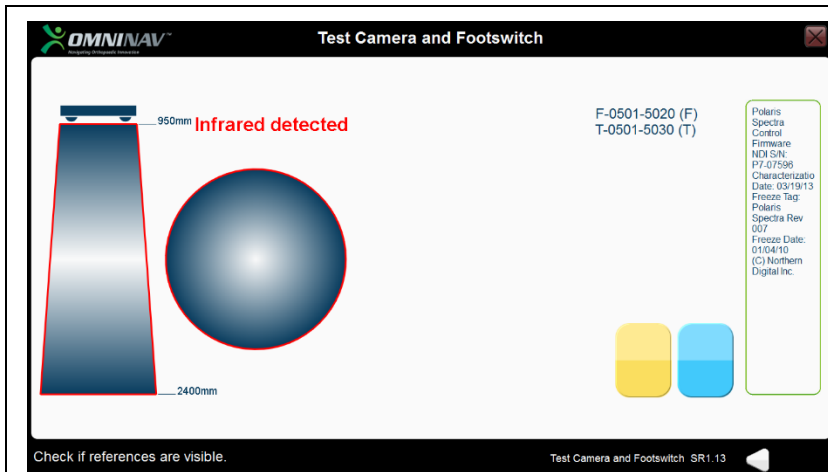 OMNINAV™
Navigating Orthopedic Innovation
Test Camera and Footswitch
950mm
Infrared detected
2400mm
F-0501-5020 (F)
T-0501-5030 (T)
Polaris
Spectra
Control
Firmware
NDI S/N:
P7-07596
Characterizatio
Date: 03/19/13
Freeze Tag:
Polaris
Spectra Rev
007
Freeze Date:
01/04/10
(C) Northern
Digital Inc.
Check if references are visible.
Test Camera and Footswitch SR1.13